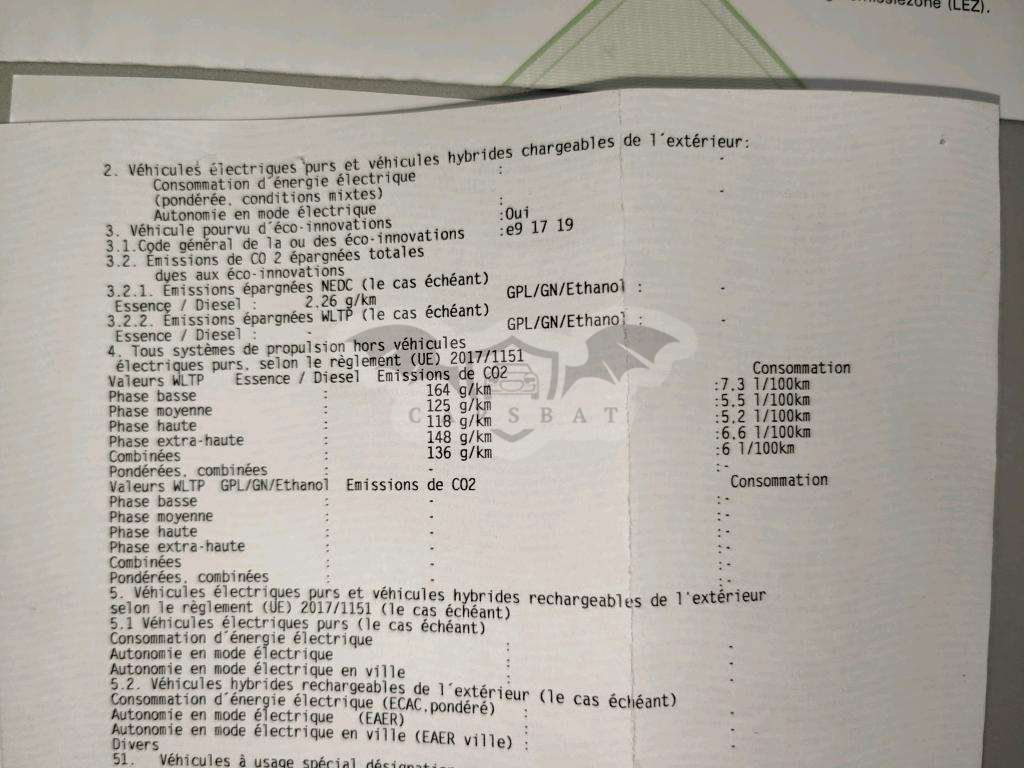 (LEZ).
2. Véhicules électriques purs et véhicules hybrides chargeables de l'extérieur:
Consommation d'énergie électrique : -
(pondérée, conditions mixtes)
Autonomie en mode électrique : -
3. Véhicule pourvu d'éco-innovations :Oui
3.1.Code général de la ou des éco-innovations :e9 17 19
3.2. Emissions de CO 2 épargnées totales
dues aux éco-innovations
3.2.1. Emissions épargnées NEDC (le cas échéant)
Essence / Diesel : 2.26 g/km GPL/GN/Ethanol : -
3.2.2. Emissions épargnées WLTP (le cas échéant)
Essence / Diesel : - GPL/GN/Ethanol : -
4. Tous systèmes de propulsion hors véhicules
électriques purs, selon le règlement (UE) 2017/1151
Valeurs WLTP Essence / Diesel Emissions de CO2 Consommation
Phase basse : 164 g/km :7.3 l/100km
Phase moyenne : 125 g/km :5.5 l/100km
Phase haute : 118 g/km :5.2 l/100km
Phase extra-haute : 148 g/km :6.6 l/100km
Combinées : 136 g/km :6 l/100km
Pondérées, combinées : - :-
CARSBAT
Valeurs WLTP GPL/GN/Ethanol Emissions de CO2 Consommation
Phase basse : - :-
Phase moyenne : - :-
Phase haute : - :-
Phase extra-haute : - :-
Combinées : - :-
Pondérées, combinées : - :-
5. Véhicules électriques purs et véhicules hybrides rechargeables de l'extérieur
selon le règlement (UE) 2017/1151 (le cas échéant)
5.1 Véhicules électriques purs (le cas échéant)
Consommation d'énergie électrique : -
Autonomie en mode électrique : -
Autonomie en mode électrique en ville : -
5.2. Véhicules hybrides rechargeables de l'extérieur (le cas échéant)
Consommation d'énergie électrique (ECAC,pondéré) : -
Autonomie en mode électrique (EAER) : -
Autonomie en mode électrique en ville (EAER ville) : -
Divers
51. Véhicules à usage spécial